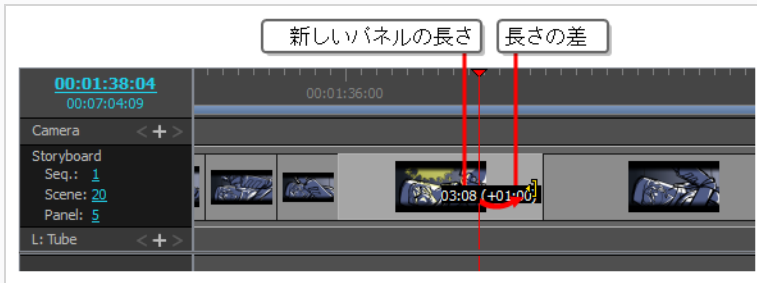 新しいパネルの長さ
長さの差
00:01:38:04
00:07:04:09
00:01:36:00
Camera < + >
Storyboard
Seq.: 1
Scene: 20
Panel: 5
03:08 (+01:00)
L: Tube < + >